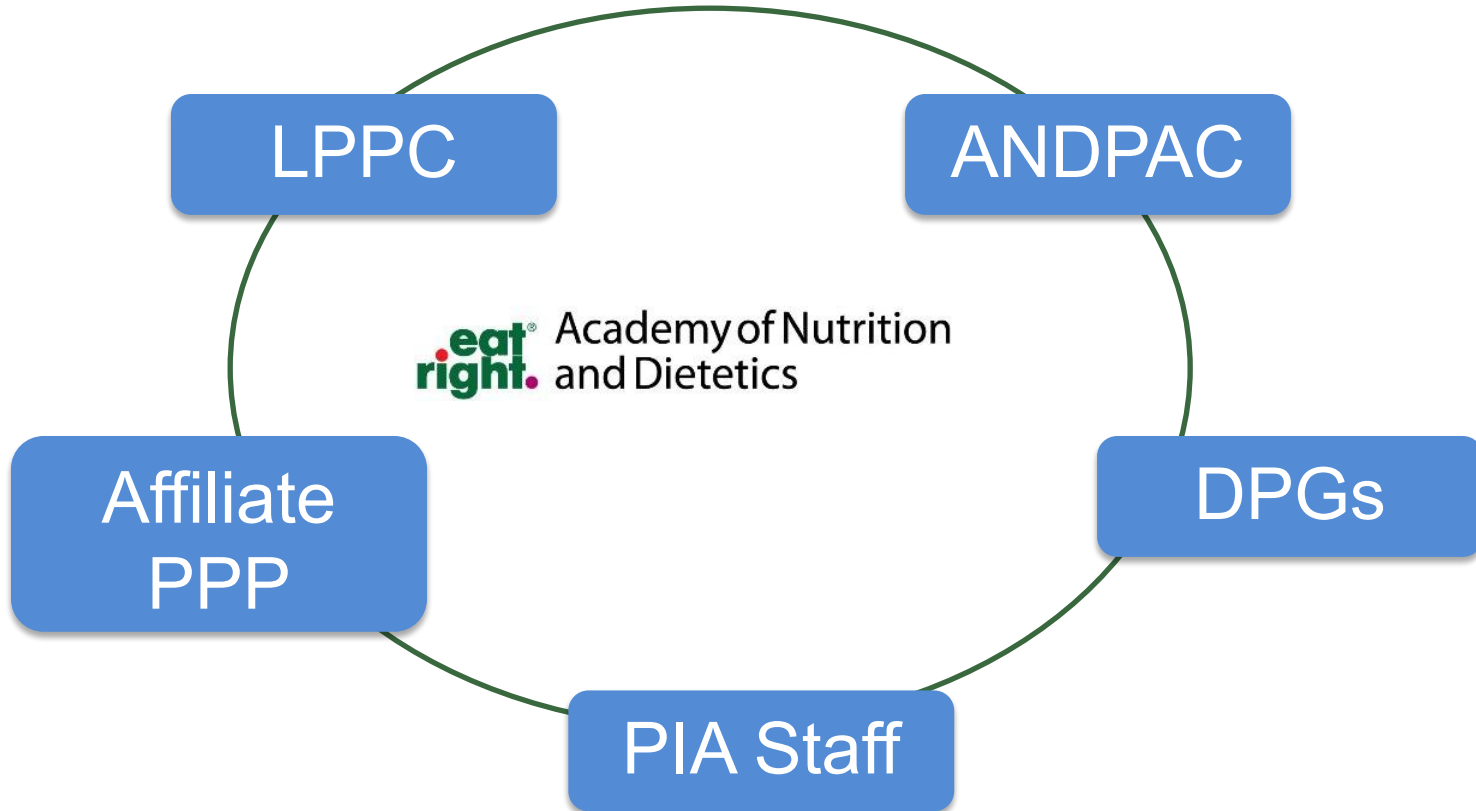 LPPC
ANDPAC
eat® Academy of Nutrition
right. and Dietetics
Affiliate
PPP
DPGs
PIA Staff